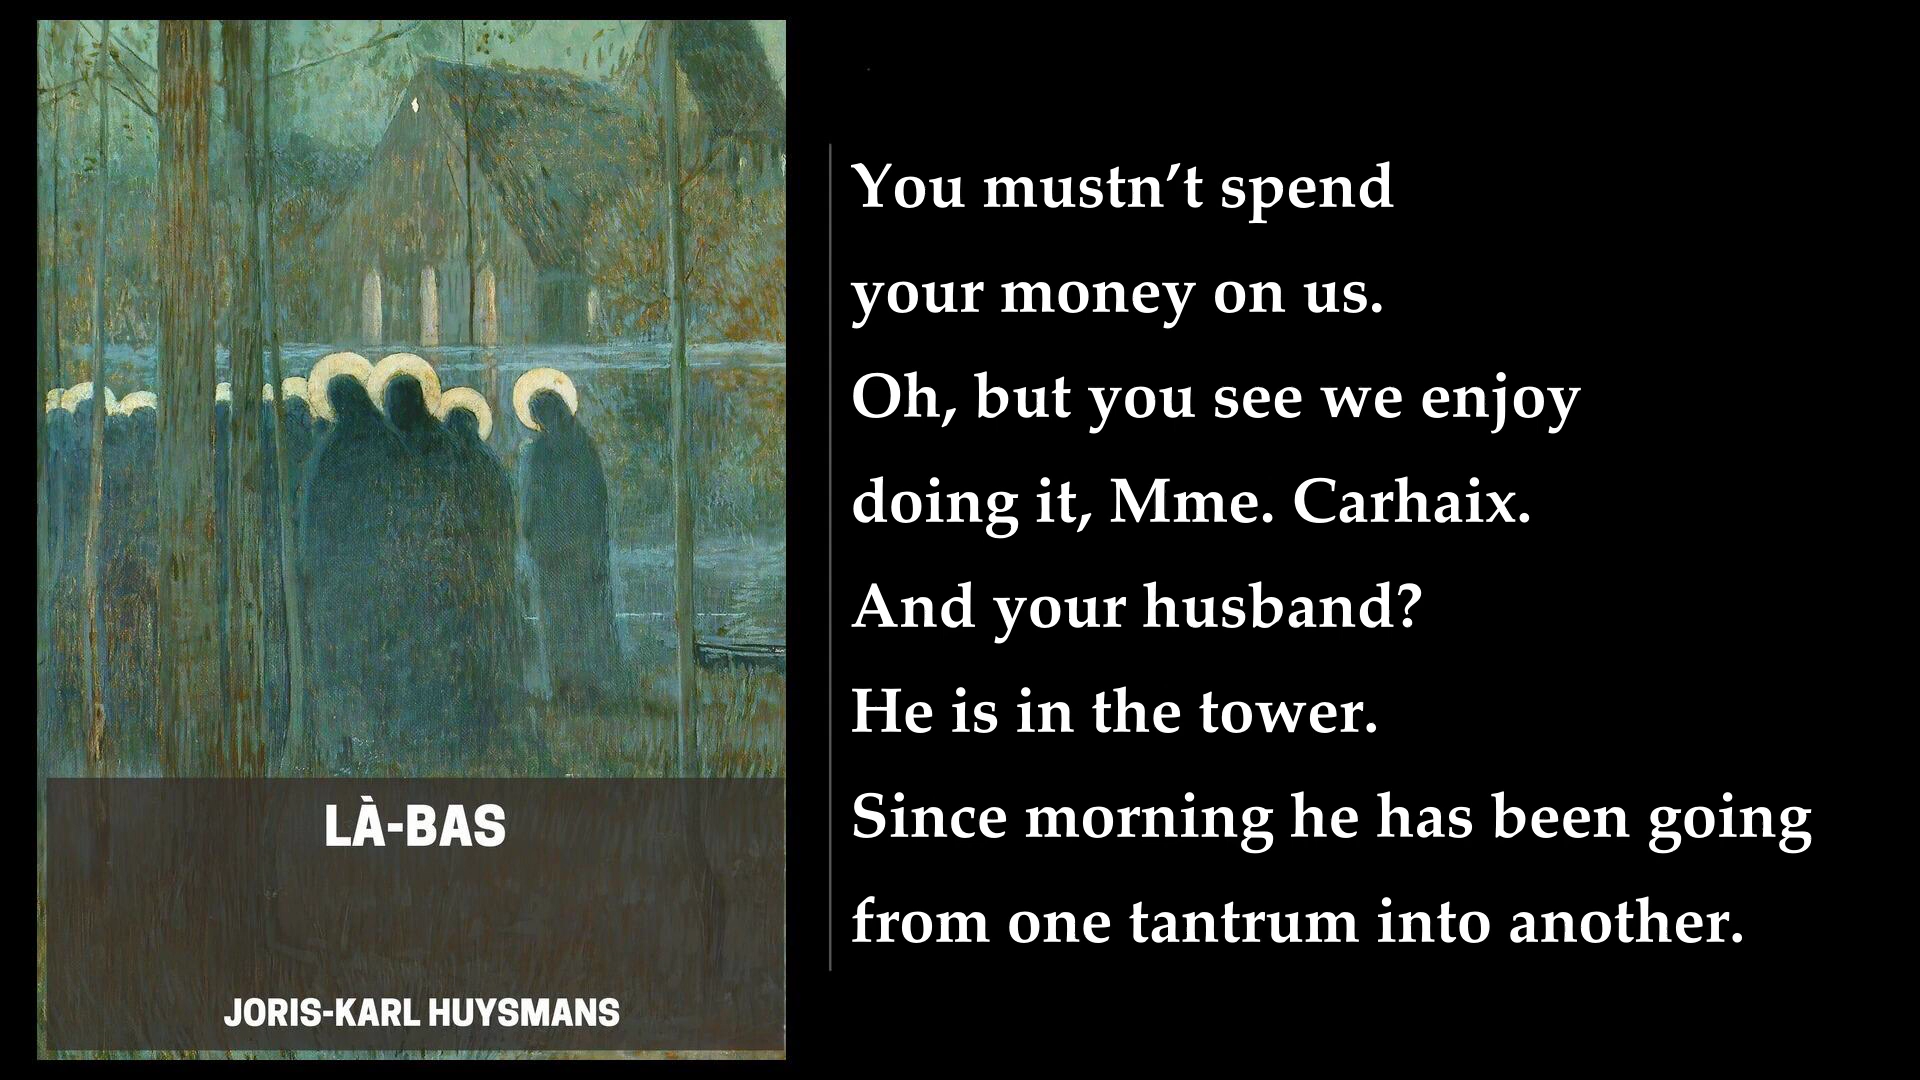 LÀ-BAS
JORIS-KARL HUYSMANS
You mustn’t spend
your money on us.
Oh, but you see we enjoy
doing it, Mme. Carhaix.
And your husband?
He is in the tower.
Since morning he has been going
from one tantrum into another.